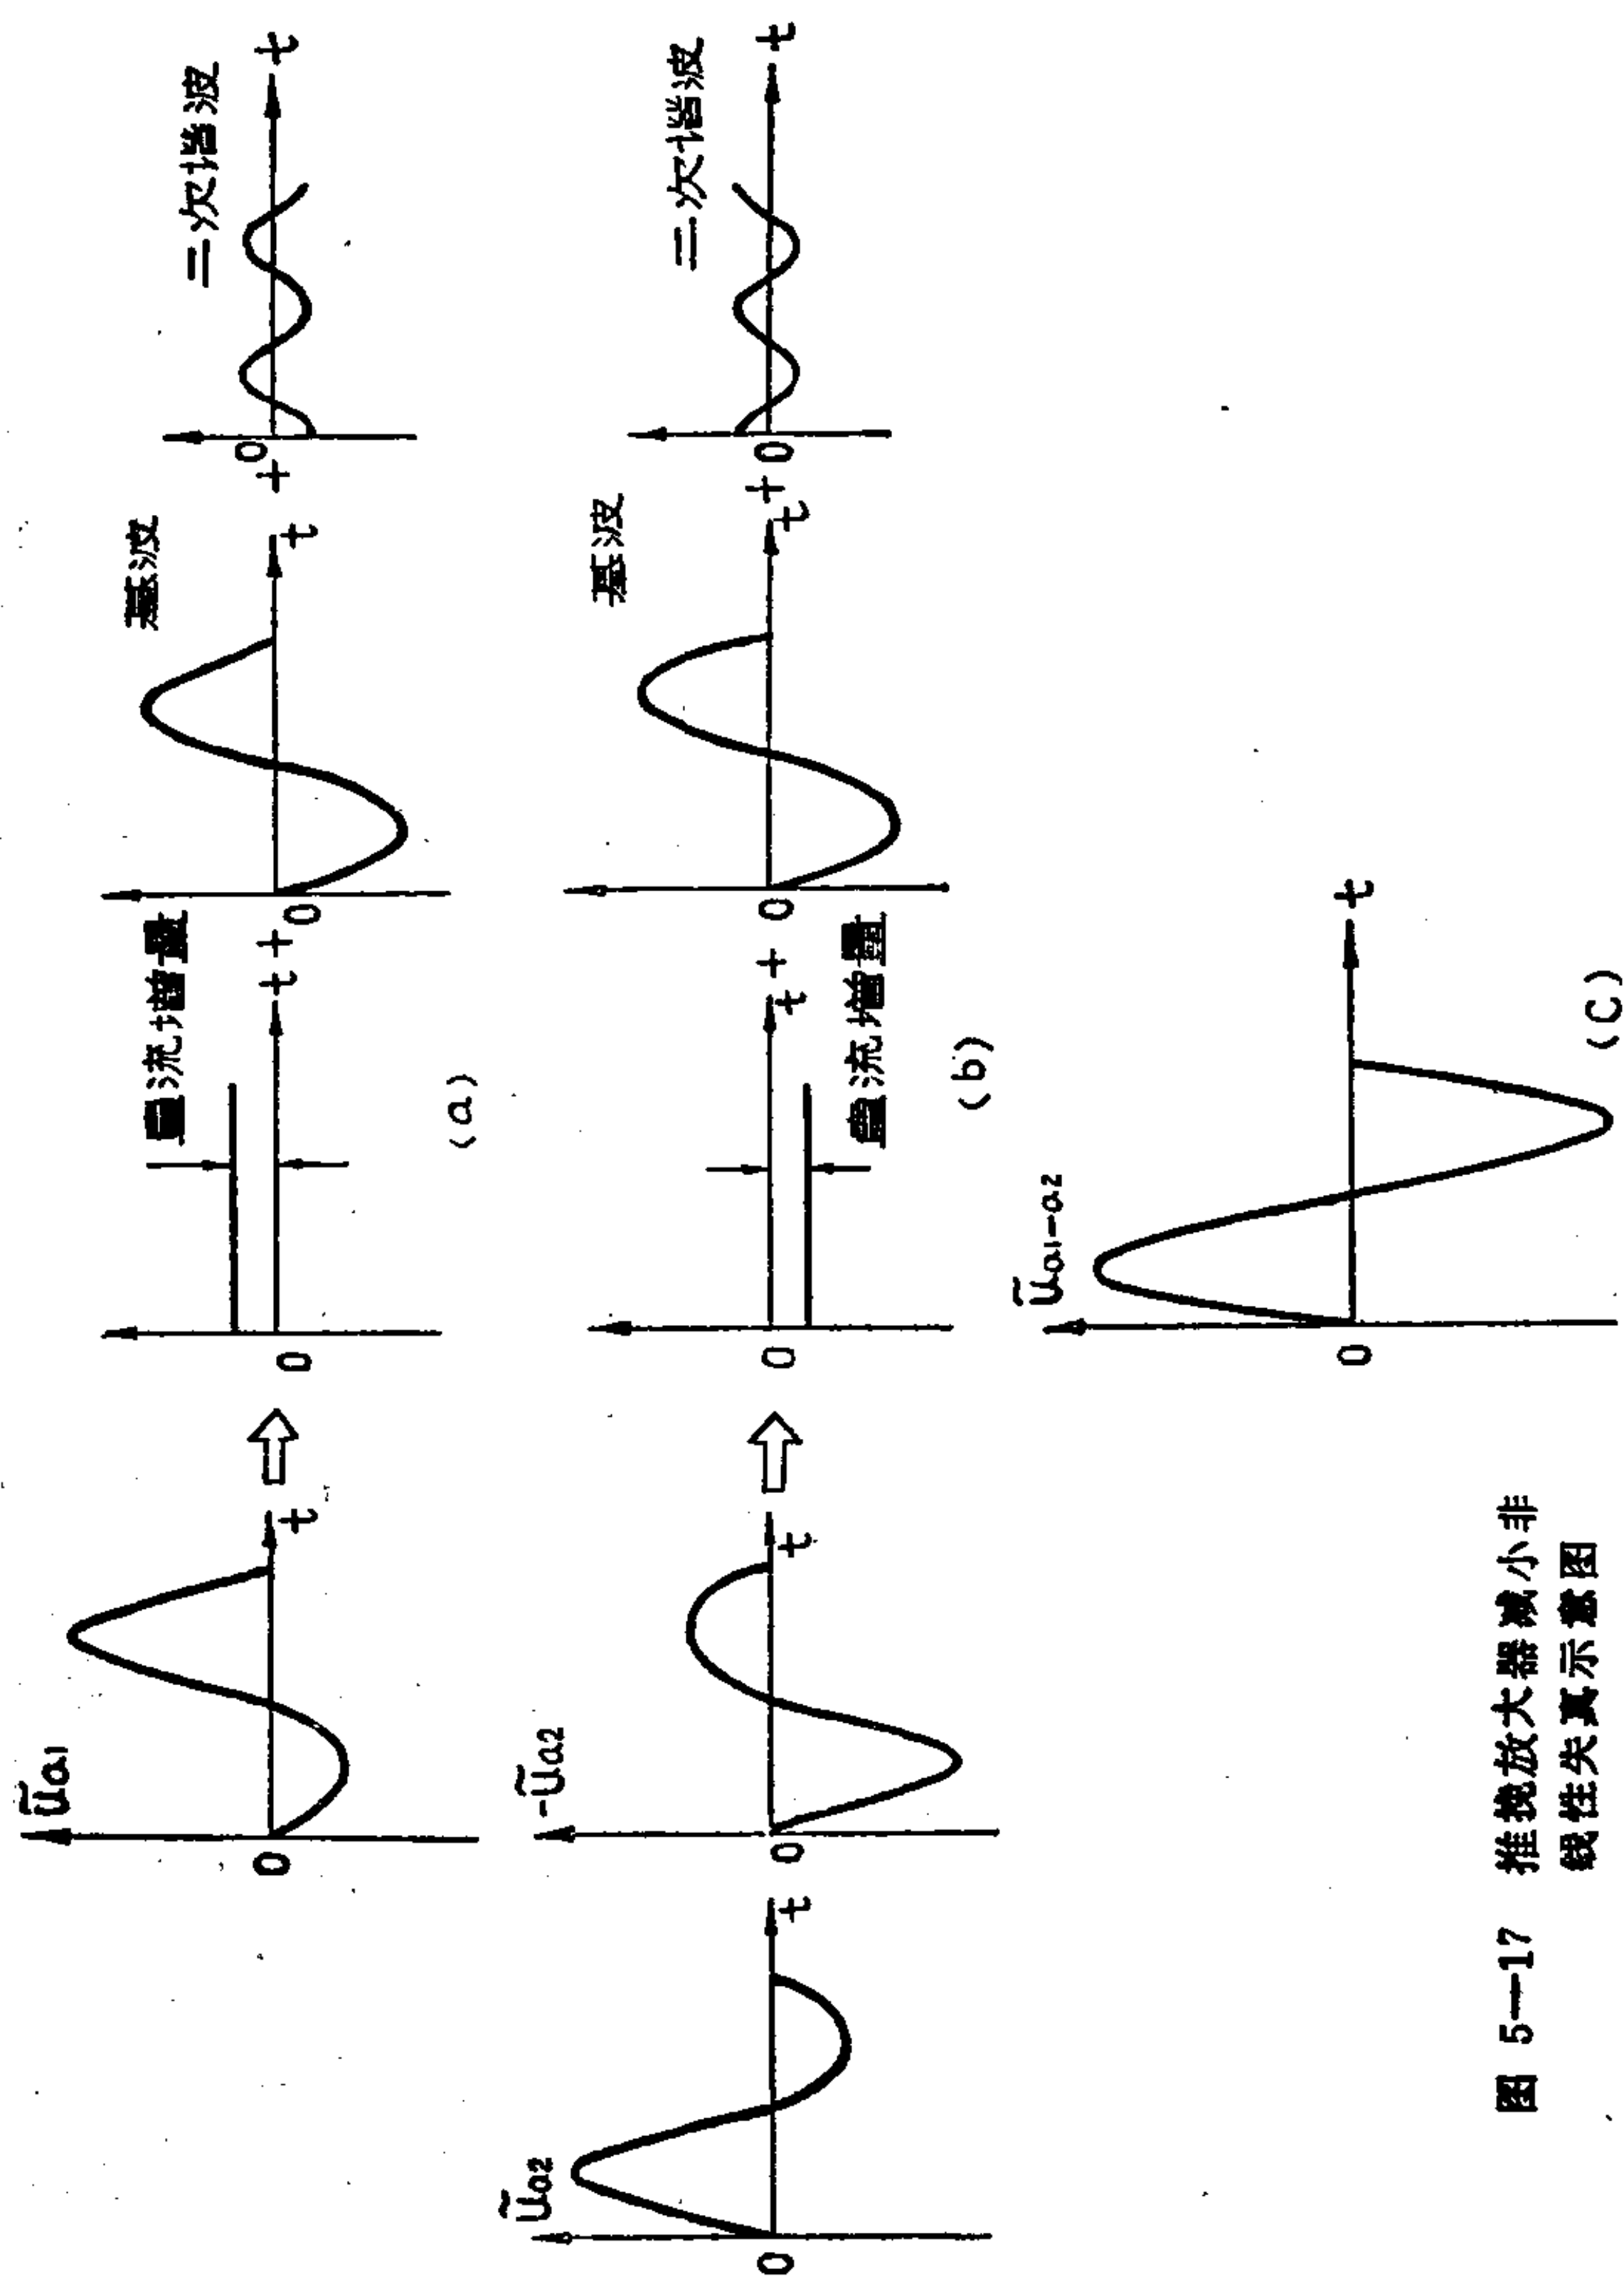 ũa1
0
t
直流增量
0
t
+
基波
0
t
+
二次谐波
0
t
(a)
ũa2
0
t
-ũa2
0
t
直流增量
0
t
+
基波
0
t
+
二次谐波
0
t
(b)
ũa1-a2
0
t
(C)
图 5—17 推挽放大器减小非
线性失真示意图